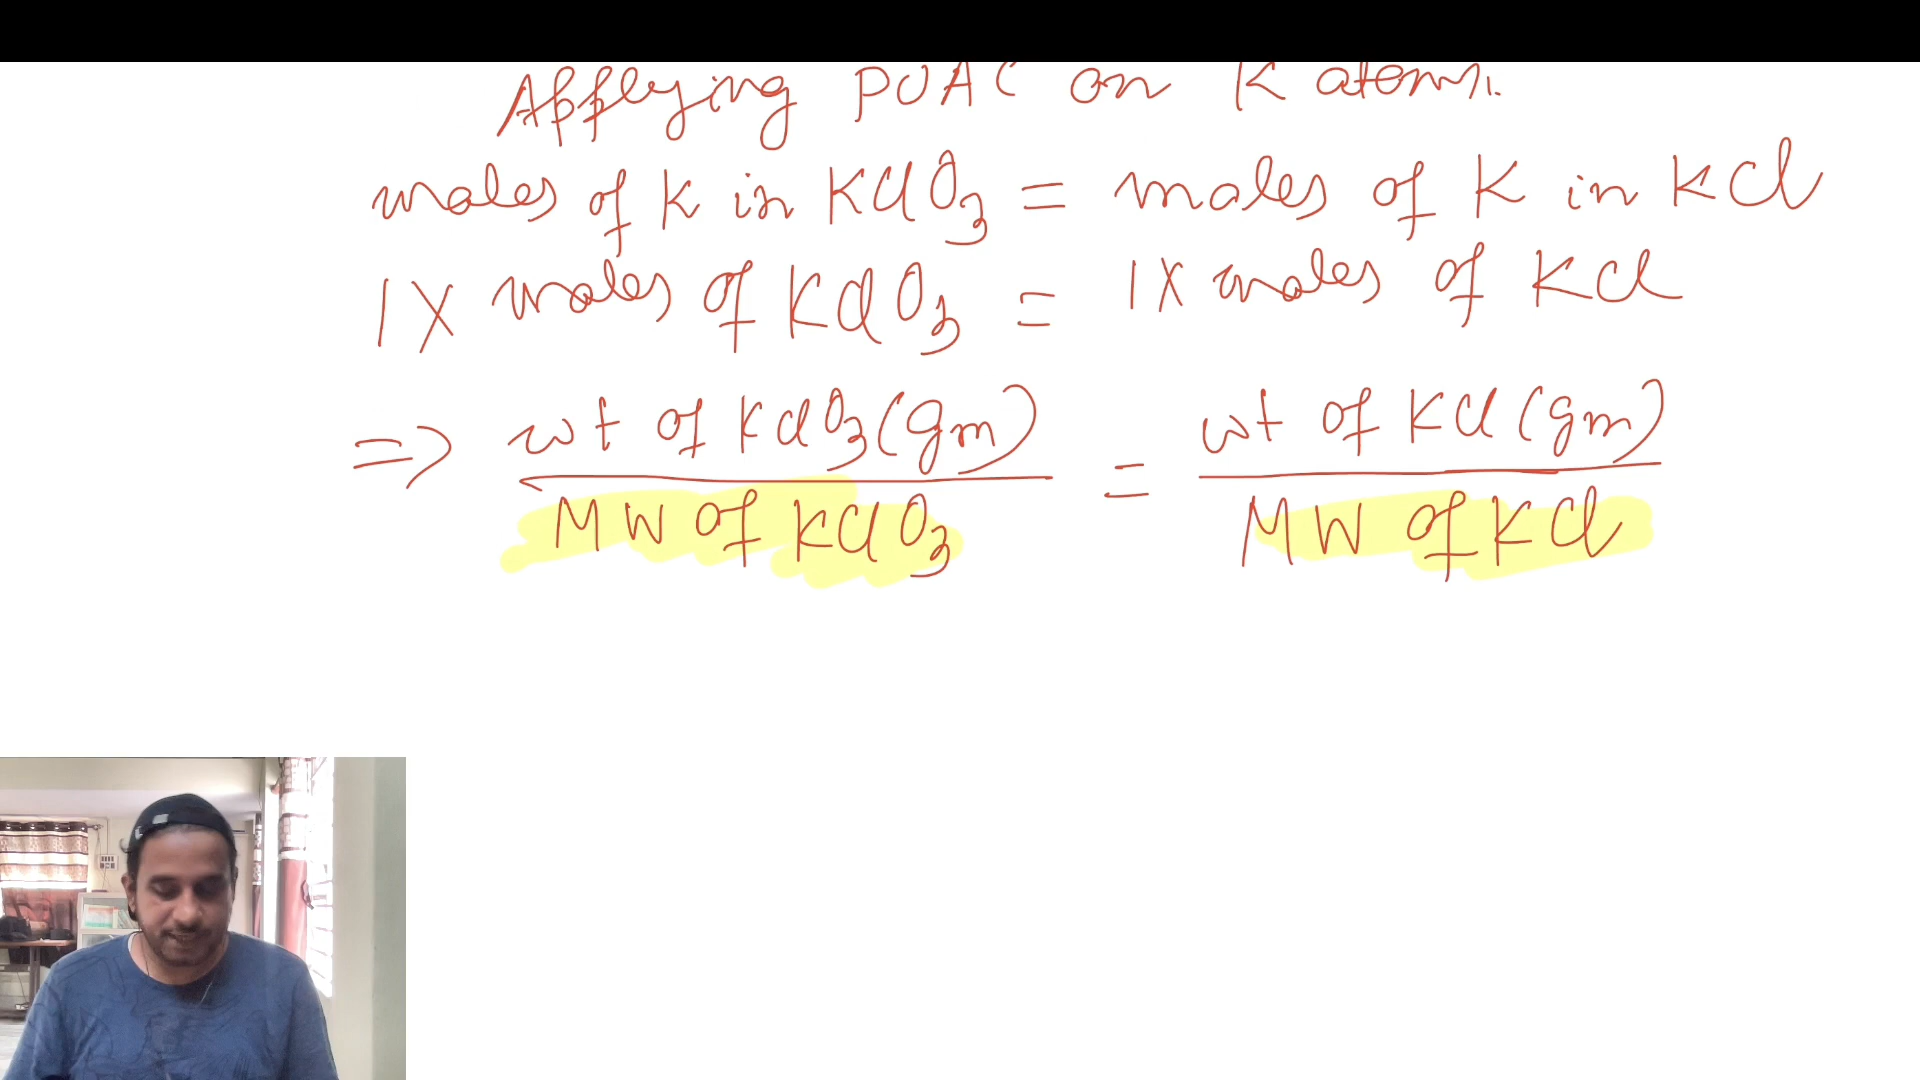 Applying POAC on K atoms.
moles of K in KClO₃ = moles of K in KCl
1 X moles of KClO₃ = 1 X moles of KCl
=> wt of KClO₃ (gm) / MW of KClO₃ = wt of KCl (gm) / MW of KCl